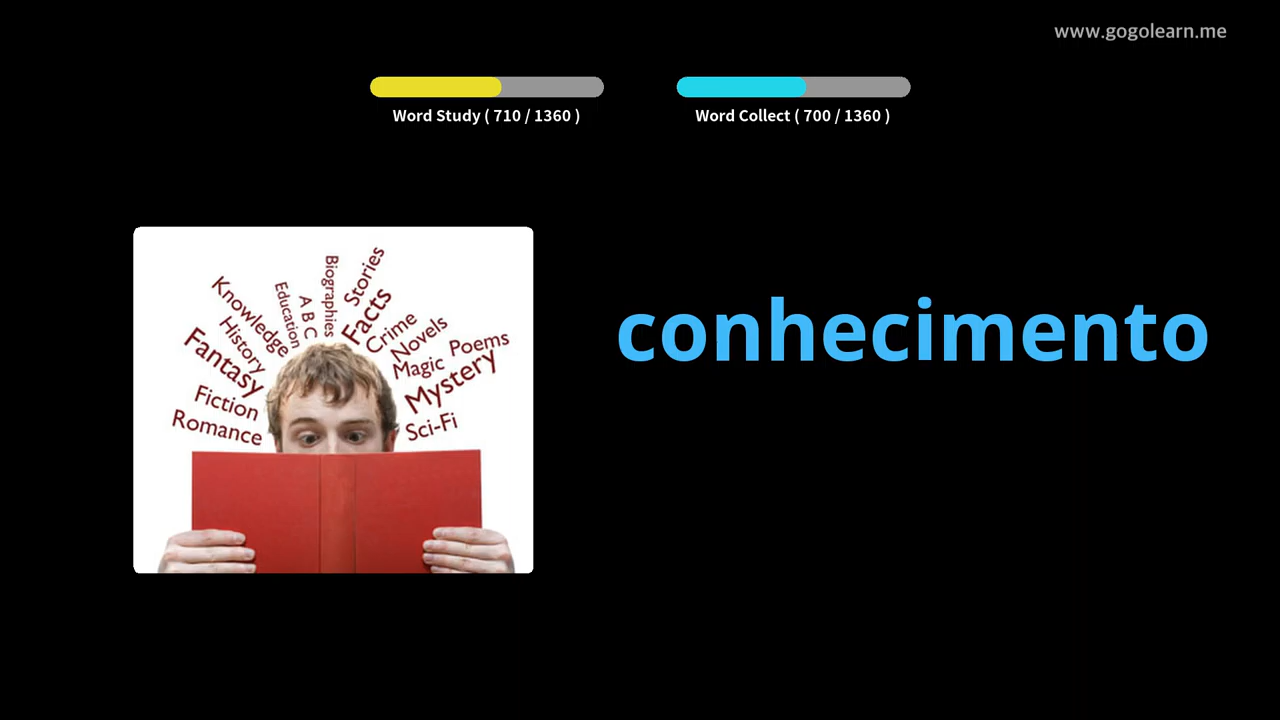 www.gogolearn.me
Word Study ( 710 / 1360 )
Word Collect ( 700 / 1360 )
conhecimento
Knowledge
Education
A B C
Biographies
Stories
Facts
History
Crime
Novels
Fantasy
Magic
Poems
Mystery
Fiction
Romance
Sci-Fi